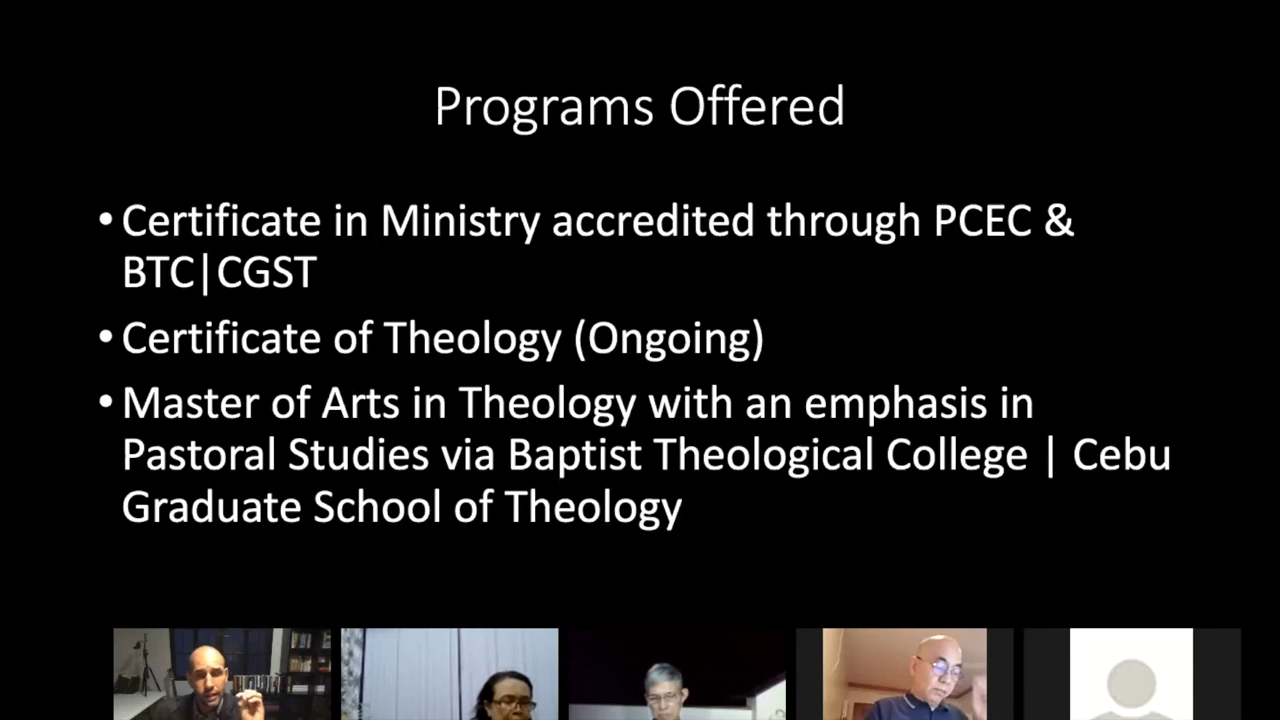 Programs Offered
• Certificate in Ministry accredited through PCEC &
BTC|CGST
• Certificate of Theology (Ongoing)
• Master of Arts in Theology with an emphasis in
Pastoral Studies via Baptist Theological College | Cebu
Graduate School of Theology